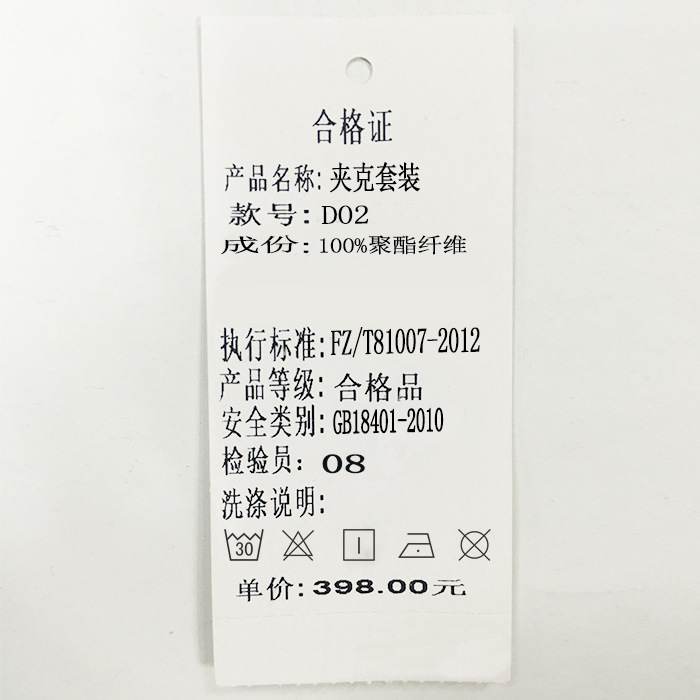 合格证
产品名称:夹克套装
款号:D02
成份:100%聚酯纤维
执行标准:FZ/T81007-2012
产品等级:合格品
安全类别:GB18401-2010
检验员:08
洗涤说明:
30
单价:398.00元